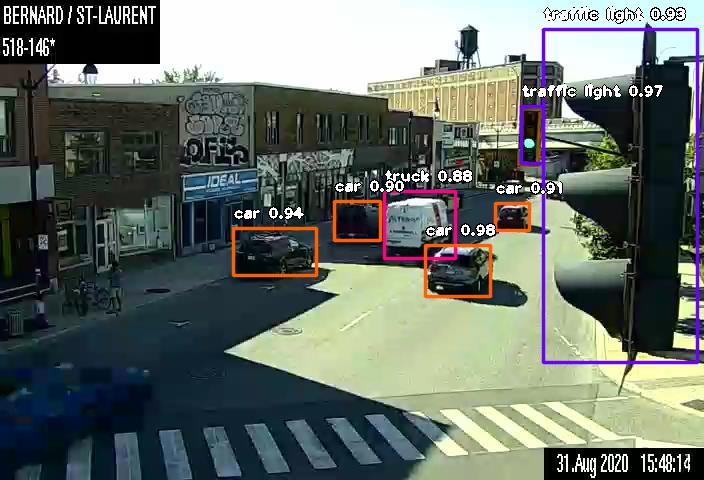 BERNARD / ST-LAURENT
518-146*
traffic light 0.93
traffic light 0.97
truck 0.88
car 0.90
car 0.91
car 0.94
car 0.98
IDEAL
31.Aug 2020 15:48:14